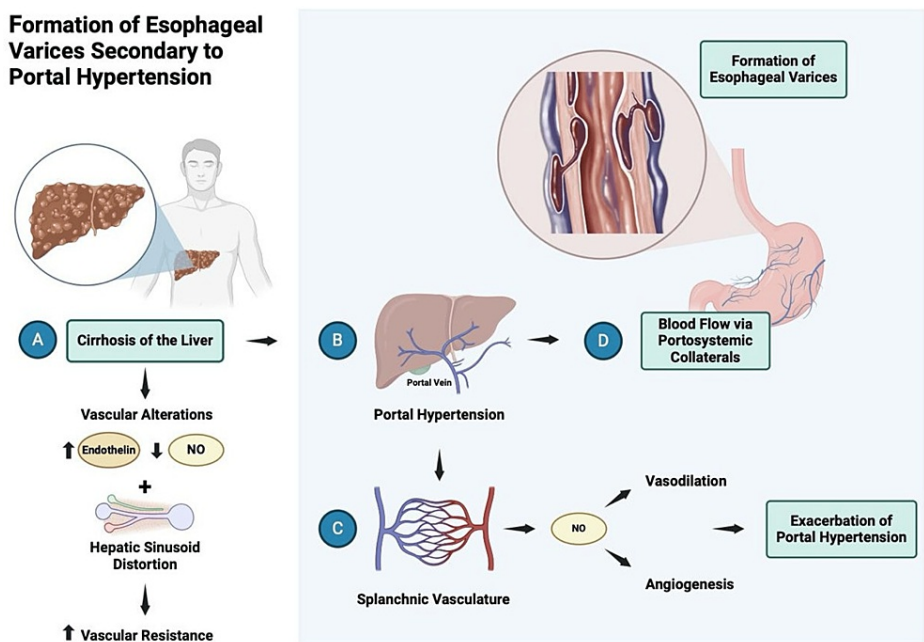 Formation of Esophageal
Varices Secondary to
Portal Hypertension
A
Cirrhosis of the Liver
Vascular Alterations
Endothelin
NO
+
Hepatic Sinusoid
Distortion
Vascular Resistance
Formation of
Esophageal Varices
B
Portal Vein
Portal Hypertension
D
Blood Flow via
Portosystemic
Collaterals
C
Splanchnic Vasculature
NO
Vasodilation
Angiogenesis
Exacerbation of
Portal Hypertension